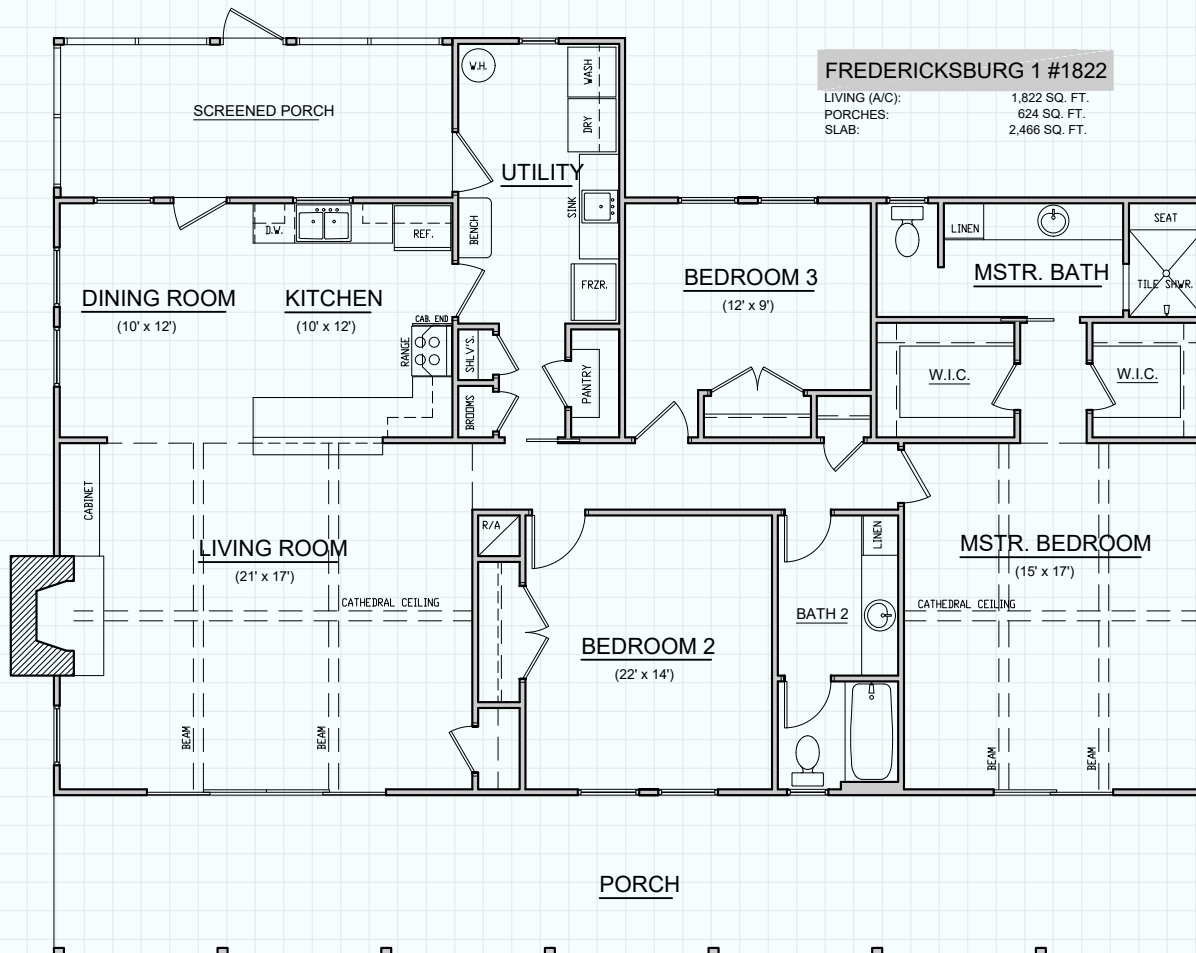 FREDERICKSBURG 1 #1822
LIVING (A/C): 1,822 SQ. FT.
PORCHES: 624 SQ. FT.
SLAB: 2,466 SQ. FT.
W.H.
WASH
DRY
SCREENED PORCH
UTILITY
SINK
BENCH
D.W.
REF.
FRZR.
LINEN
SEAT
MSTR. BATH
TILE SHWR.
BEDROOM 3
(12' x 9')
DINING ROOM
(10' x 12')
KITCHEN
(10' x 12')
CAB. END
RANGE
SHLV'S.
BROOMS
PANTRY
W.I.C.
W.I.C.
CABINET
R/A
LINEN
LIVING ROOM
(21' x 17')
CATHEDRAL CEILING
BEAM
BEAM
BEDROOM 2
(22' x 14')
BATH 2
MSTR. BEDROOM
(15' x 17')
CATHEDRAL CEILING
BEAM
BEAM
PORCH